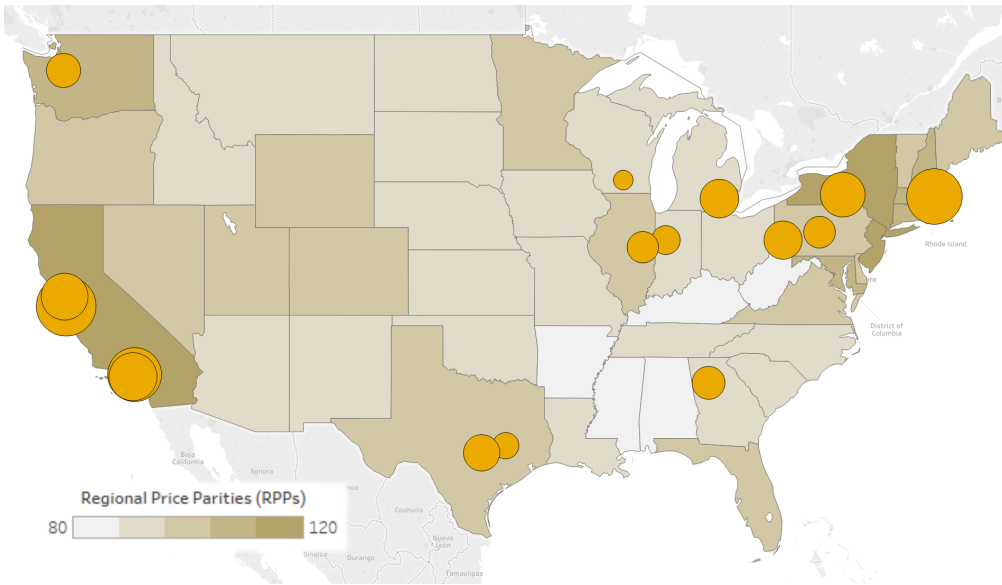 Rhode Island
District of
Columbia
Baja
California
Sonora
Coahuila
Nuevo
León
Sinaloa
Durango
Tamaulipas
Regional Price Parities (RPPs)
80
120